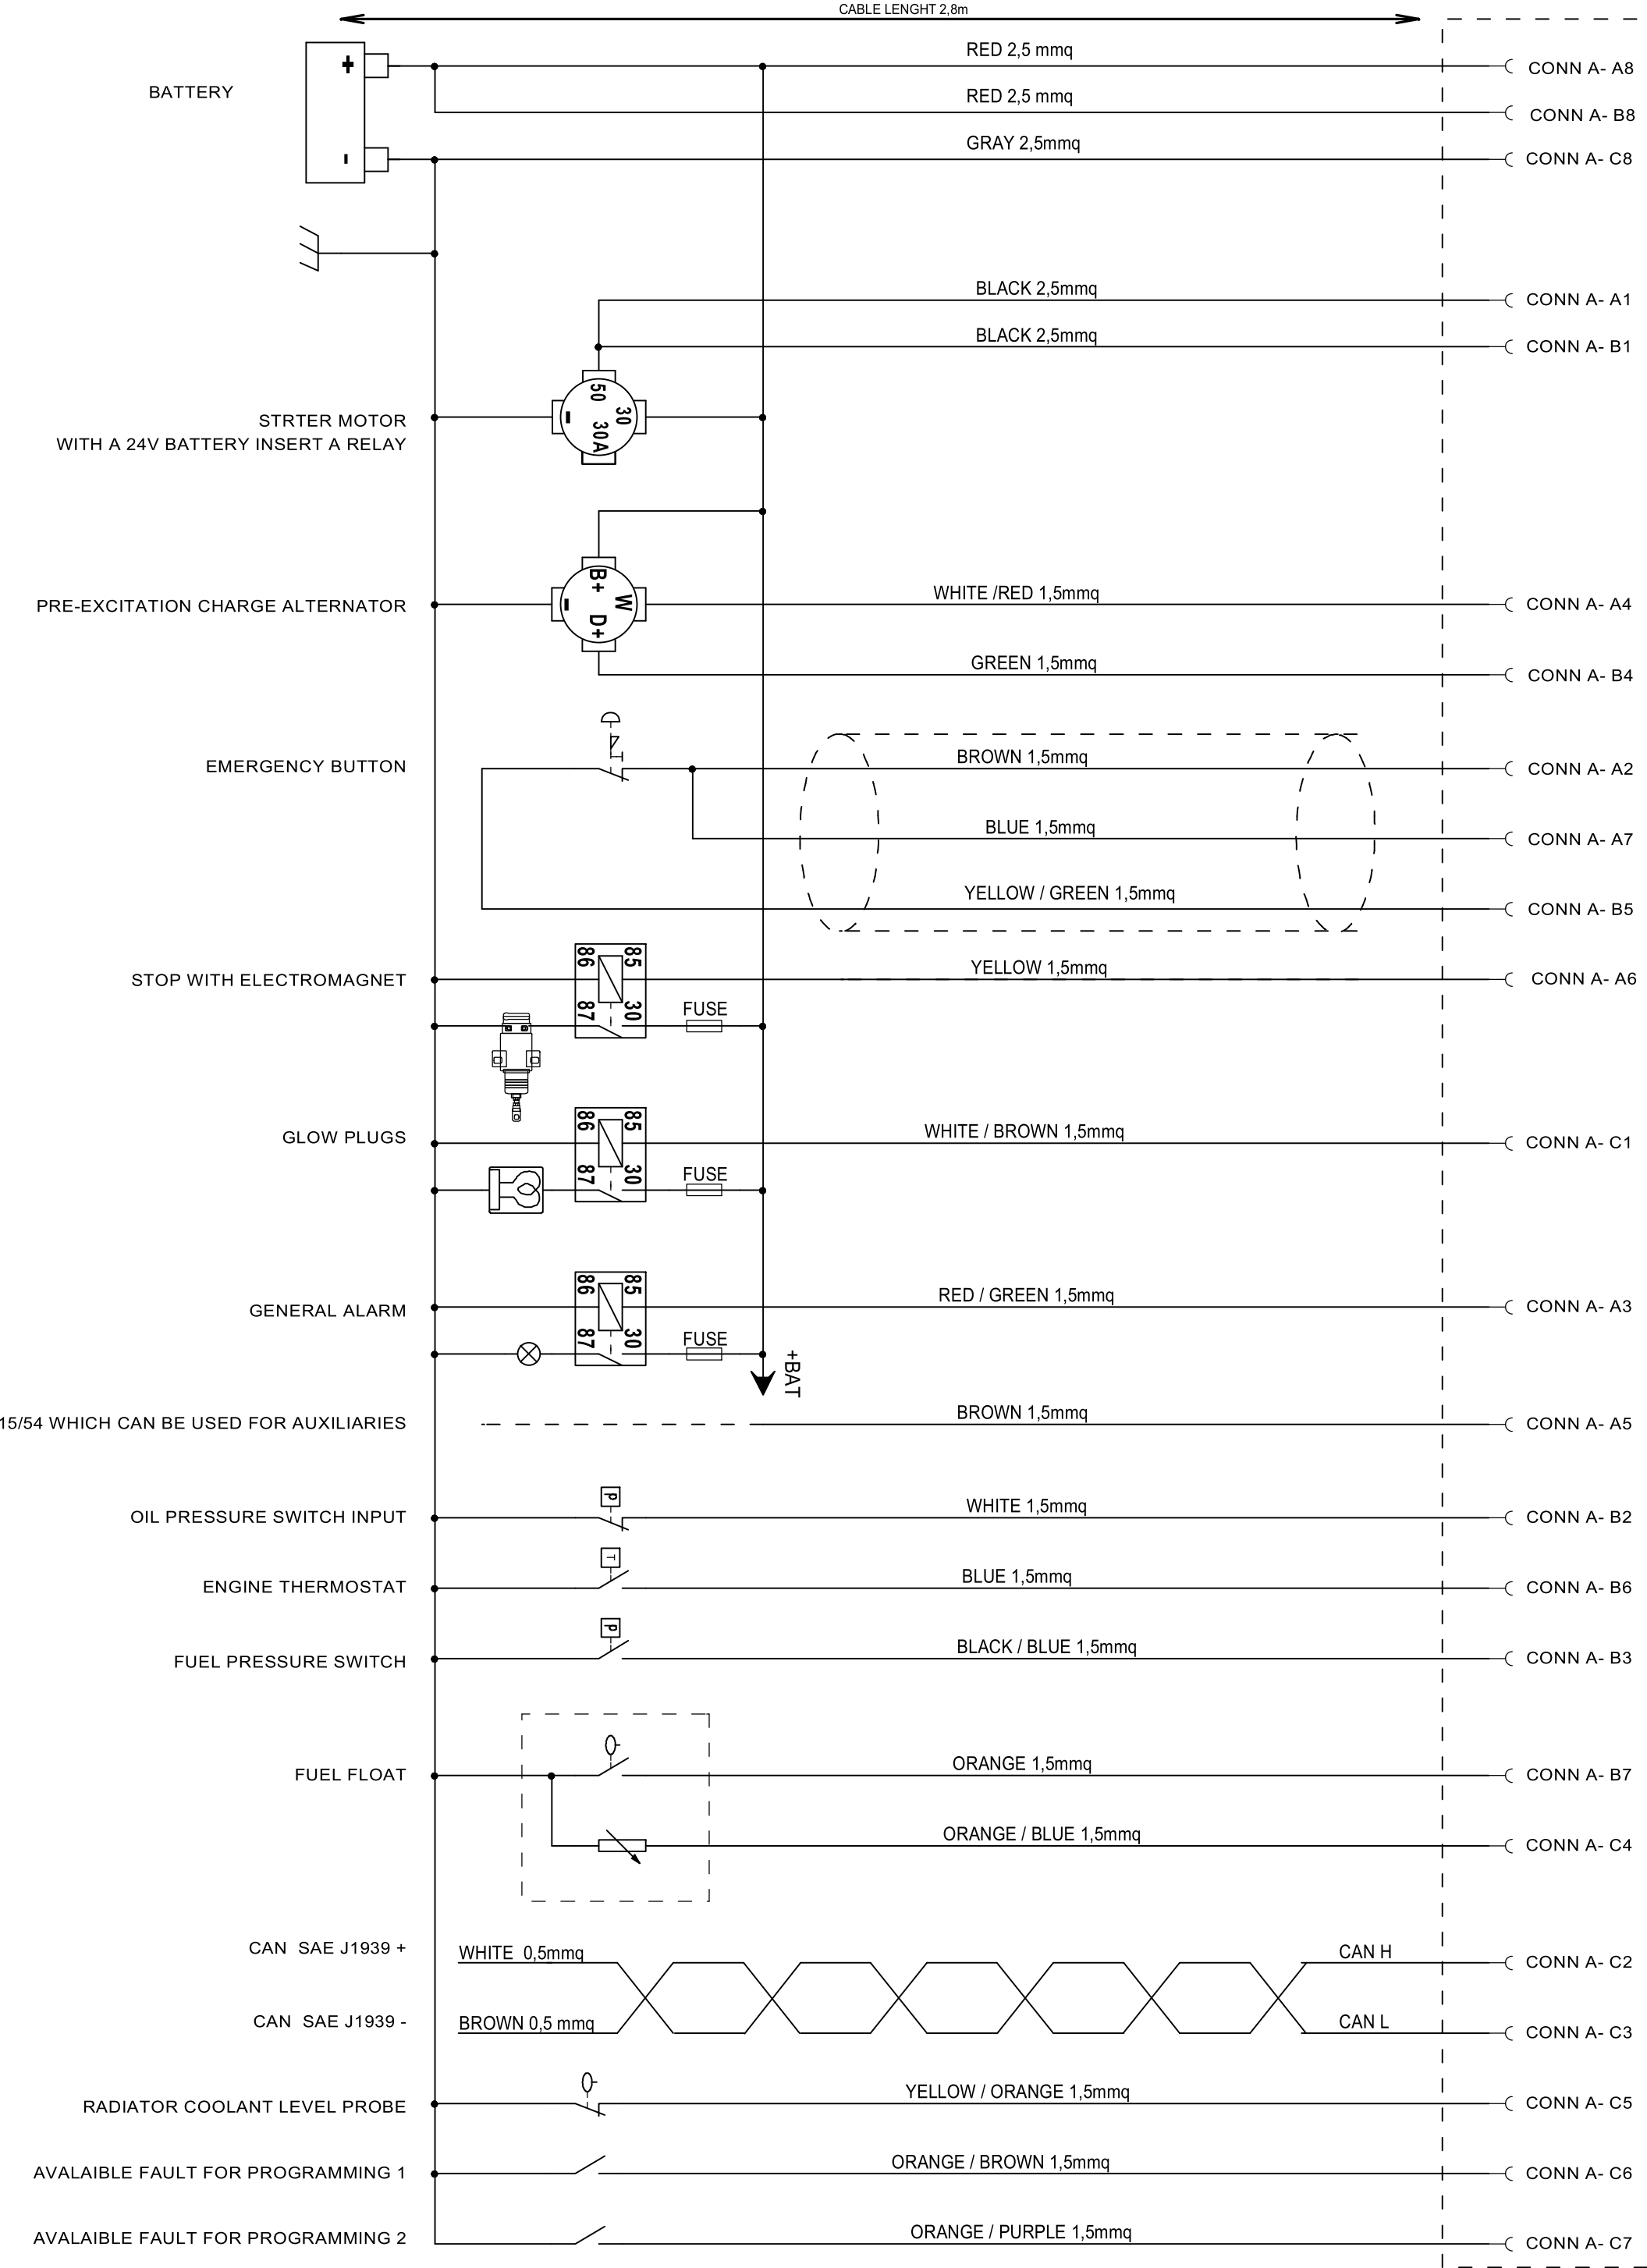 CABLE LENGHT 2,8m
BATTERY
+
RED 2,5 mmq
CONN A- A8
RED 2,5 mmq
CONN A- B8
-
GRAY 2,5mmq
CONN A- C8
BLACK 2,5mmq
CONN A- A1
BLACK 2,5mmq
CONN A- B1
STRTER MOTOR
WITH A 24V BATTERY INSERT A RELAY
50
30
-
30A
PRE-EXCITATION CHARGE ALTERNATOR
B+
W
-
D+
WHITE /RED 1,5mmq
CONN A- A4
GREEN 1,5mmq
CONN A- B4
EMERGENCY BUTTON
BROWN 1,5mmq
CONN A- A2
BLUE 1,5mmq
CONN A- A7
YELLOW / GREEN 1,5mmq
CONN A- B5
STOP WITH ELECTROMAGNET
86
85
87
30
FUSE
YELLOW 1,5mmq
CONN A- A6
GLOW PLUGS
86
85
87
30
FUSE
WHITE / BROWN 1,5mmq
CONN A- C1
GENERAL ALARM
86
85
87
30
FUSE
RED / GREEN 1,5mmq
CONN A- A3
+BAT
15/54 WHICH CAN BE USED FOR AUXILIARIES
BROWN 1,5mmq
CONN A- A5
OIL PRESSURE SWITCH INPUT
P
WHITE 1,5mmq
CONN A- B2
ENGINE THERMOSTAT
T
BLUE 1,5mmq
CONN A- B6
FUEL PRESSURE SWITCH
P
BLACK / BLUE 1,5mmq
CONN A- B3
FUEL FLOAT
ORANGE 1,5mmq
CONN A- B7
ORANGE / BLUE 1,5mmq
CONN A- C4
CAN SAE J1939 +
WHITE 0,5mmq
CAN H
CONN A- C2
CAN SAE J1939 -
BROWN 0,5 mmq
CAN L
CONN A- C3
RADIATOR COOLANT LEVEL PROBE
YELLOW / ORANGE 1,5mmq
CONN A- C5
AVALAIBLE FAULT FOR PROGRAMMING 1
ORANGE / BROWN 1,5mmq
CONN A- C6
AVALAIBLE FAULT FOR PROGRAMMING 2
ORANGE / PURPLE 1,5mmq
CONN A- C7